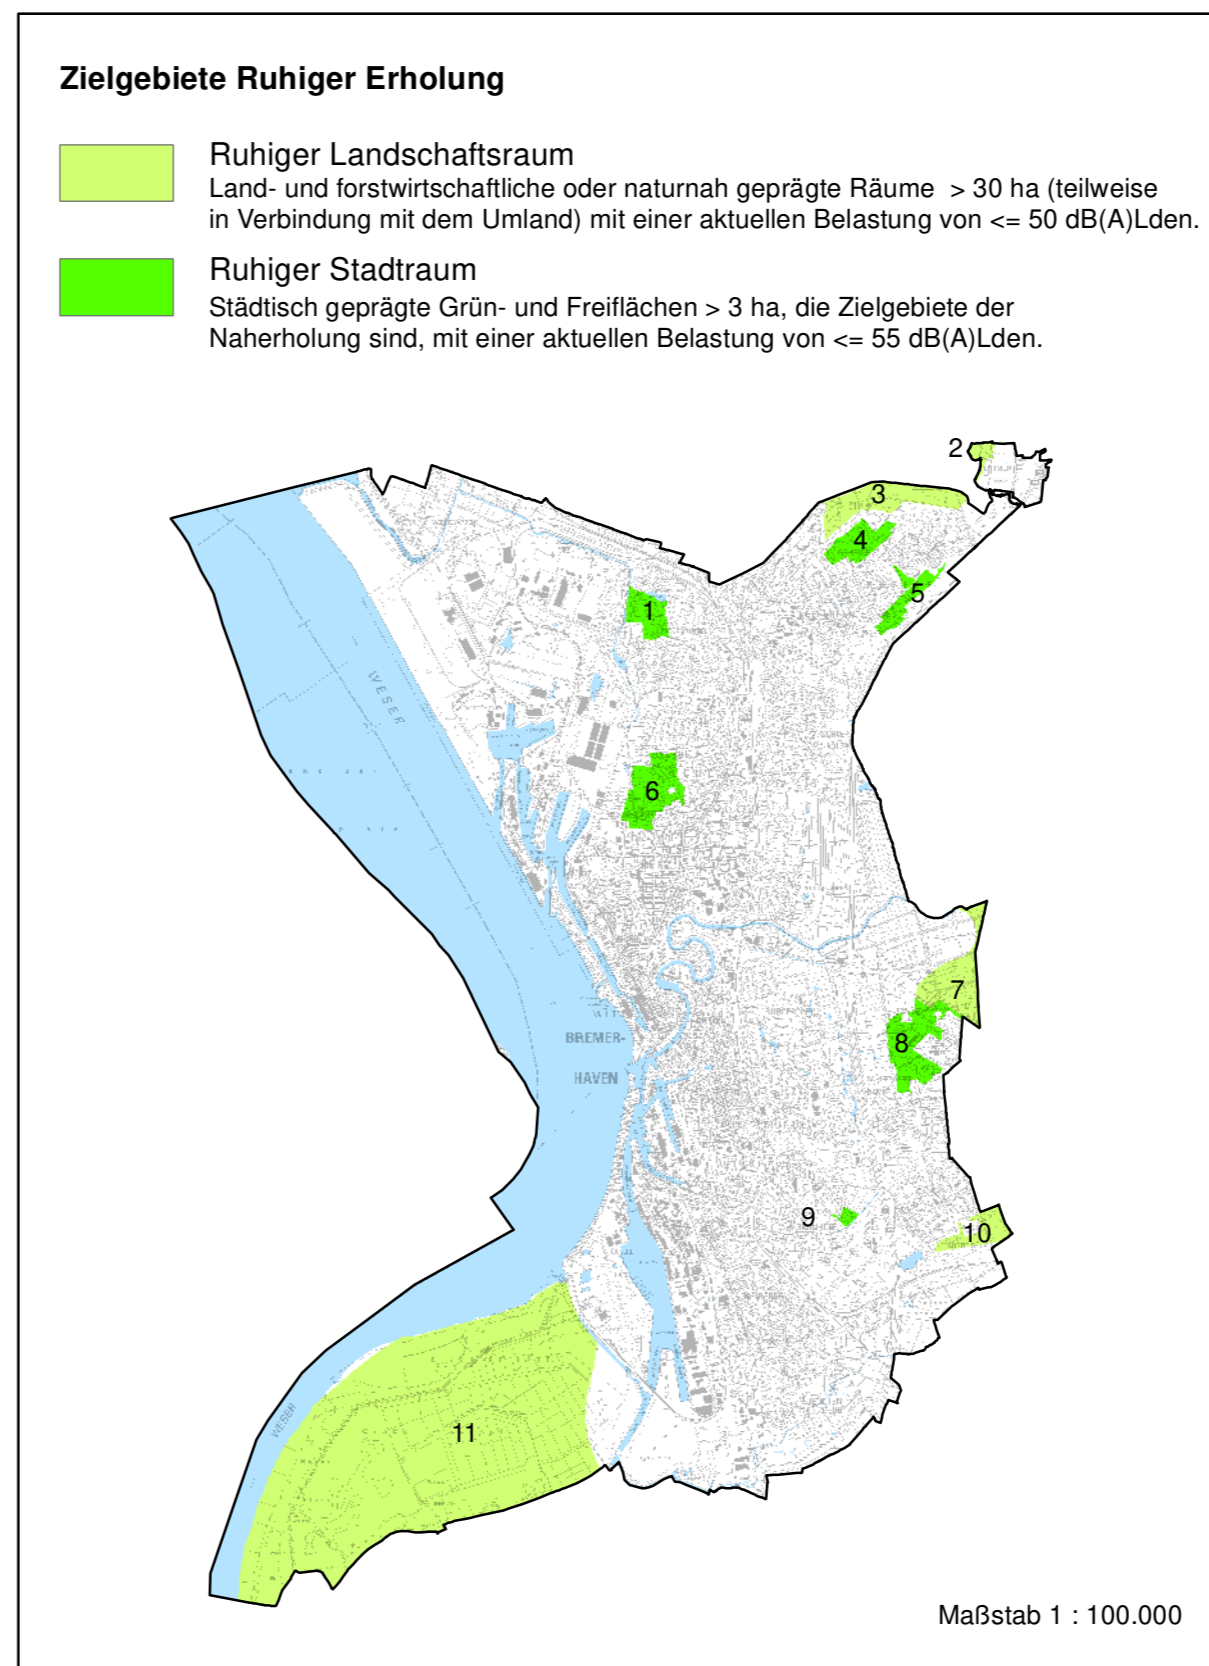 Zielgebiete Ruhiger Erholung
Ruhiger Landschaftsraum
Land- und forstwirtschaftliche oder naturnah geprägte Räume > 30 ha (teilweise
in Verbindung mit dem Umland) mit einer aktuellen Belastung von <= 50 dB(A)Lden.
Ruhiger Stadtraum
Städtisch geprägte Grün- und Freiflächen > 3 ha, die Zielgebiete der
Naherholung sind, mit einer aktuellen Belastung von <= 55 dB(A)Lden.
2
3
4
5
1
WESER
6
7
8
BREMER-
HAVEN
9
10
11
WESER
Maßstab 1 : 100.000